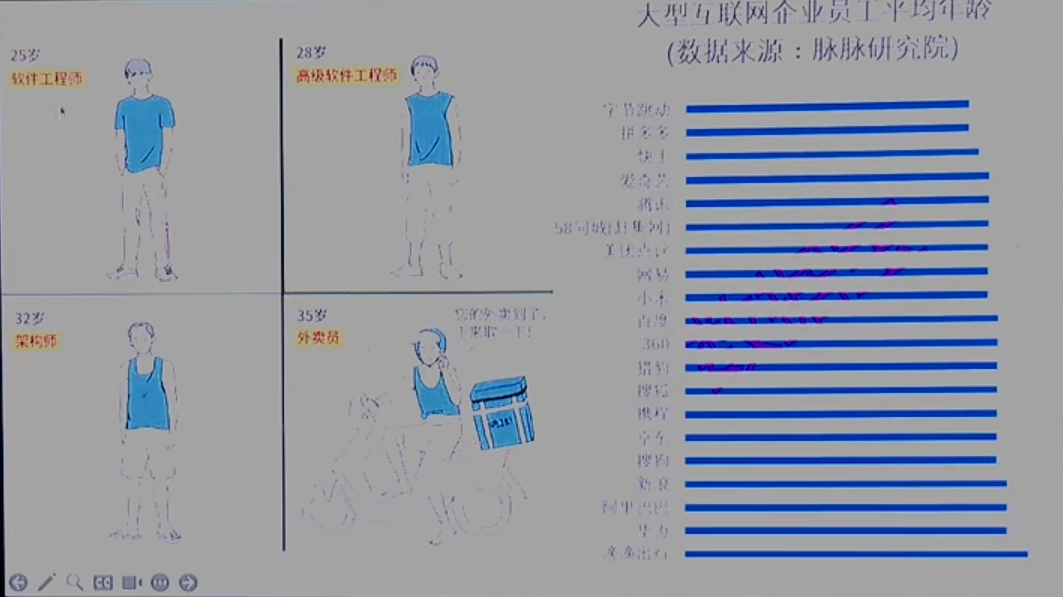 25岁
软件工程师
28岁
高级软件工程师
32岁
架构师
35岁
外卖员
您的外卖到了,
下来取一下!
大型互联网企业员工平均年龄
(数据来源:脉脉研究院)
字节跳动
拼多多
快手
爱奇艺
腾讯
58同城(赶集网)
美团点评
网易
小米
百度
360
猎豹
搜狐
携程
京东
搜狗
新浪
阿里巴巴
华为